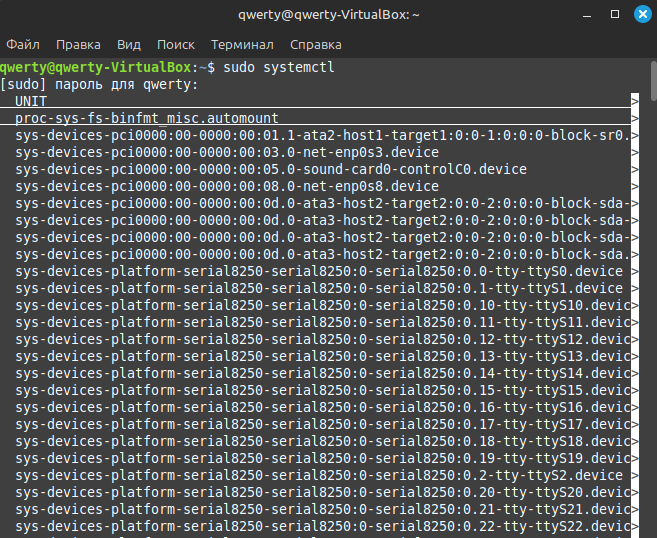 qwerty@qwerty-VirtualBox: ~
Файл Правка Вид Поиск Терминал Справка
qwerty@qwerty-VirtualBox:~$ sudo systemctl
[sudo] пароль для qwerty:
UNIT >
proc-sys-fs-binfmt_misc.automount >
sys-devices-pci0000:00-0000:00:01.1-ata2-host1-target1:0:0-1:0:0:0-block-sr0.>
sys-devices-pci0000:00-0000:00:03.0-net-enp0s3.device >
sys-devices-pci0000:00-0000:00:05.0-sound-card0-controlC0.device >
sys-devices-pci0000:00-0000:00:08.0-net-enp0s8.device >
sys-devices-pci0000:00-0000:00:0d.0-ata3-host2-target2:0:0-2:0:0:0-block-sda->
sys-devices-pci0000:00-0000:00:0d.0-ata3-host2-target2:0:0-2:0:0:0-block-sda->
sys-devices-pci0000:00-0000:00:0d.0-ata3-host2-target2:0:0-2:0:0:0-block-sda->
sys-devices-pci0000:00-0000:00:0d.0-ata3-host2-target2:0:0-2:0:0:0-block-sda.>
sys-devices-platform-serial8250-serial8250:0-serial8250:0.0-tty-ttyS0.device >
sys-devices-platform-serial8250-serial8250:0-serial8250:0.1-tty-ttyS1.device >
sys-devices-platform-serial8250-serial8250:0-serial8250:0.10-tty-ttyS10.devic>
sys-devices-platform-serial8250-serial8250:0-serial8250:0.11-tty-ttyS11.devic>
sys-devices-platform-serial8250-serial8250:0-serial8250:0.12-tty-ttyS12.devic>
sys-devices-platform-serial8250-serial8250:0-serial8250:0.13-tty-ttyS13.devic>
sys-devices-platform-serial8250-serial8250:0-serial8250:0.14-tty-ttyS14.devic>
sys-devices-platform-serial8250-serial8250:0-serial8250:0.15-tty-ttyS15.devic>
sys-devices-platform-serial8250-serial8250:0-serial8250:0.16-tty-ttyS16.devic>
sys-devices-platform-serial8250-serial8250:0-serial8250:0.17-tty-ttyS17.devic>
sys-devices-platform-serial8250-serial8250:0-serial8250:0.18-tty-ttyS18.devic>
sys-devices-platform-serial8250-serial8250:0-serial8250:0.19-tty-ttyS19.devic>
sys-devices-platform-serial8250-serial8250:0-serial8250:0.2-tty-ttyS2.device >
sys-devices-platform-serial8250-serial8250:0-serial8250:0.20-tty-ttyS20.devic>
sys-devices-platform-serial8250-serial8250:0-serial8250:0.21-tty-ttyS21.devic>
sys-devices-platform-serial8250-serial8250:0-serial8250:0.22-tty-ttyS22.devic>